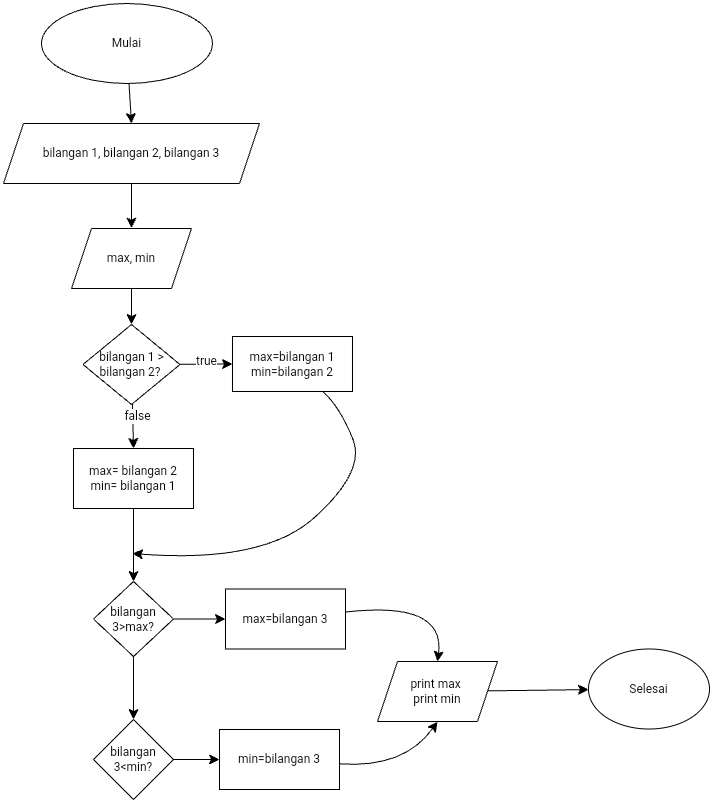 Mulai
bilangan 1, bilangan 2, bilangan 3
max, min
bilangan 1 >
bilangan 2?
true
max=bilangan 1
min=bilangan 2
false
max= bilangan 2
min= bilangan 1
bilangan
3>max?
max=bilangan 3
print max
print min
Selesai
bilangan
3<min?
min=bilangan 3